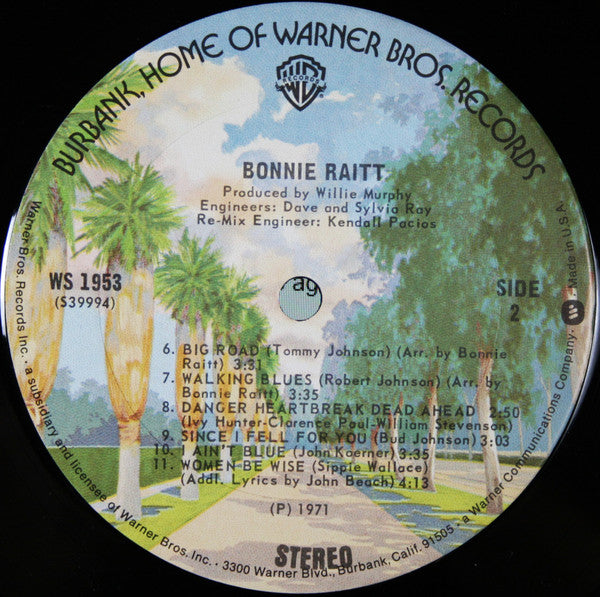 BURBANK, HOME OF WARNER BROS. RECORDS
WB
RECORDS
BONNIE RAITT
Produced by Willie Murphy
Engineers: Dave and Sylvia Ray
Re-Mix Engineer: Kendall Pacios
WS 1953
(S39994)
ag
SIDE
2
6. BIG ROAD (Tommy Johnson) (Arr. by Bonnie
Raitt) 3:31
7. WALKING BLUES (Robert Johnson) (Arr. by
Bonnie Raitt) 3:35
8. DANGER HEARTBREAK DEAD AHEAD 2:50
(Ivy Hunter-Clarence Paul-William Stevenson)
9. SINCE I FELL FOR YOU (Bud Johnson) 3:03
10. I AIN'T BLUE (John Koerner) 3:35
11. WOMEN BE WISE (Sippie Wallace)
(Addl. Lyrics by John Beach) 4:13
(P) 1971
STEREO
Warner Bros. Records Inc. · a subsidiary and licensee of Warner Bros. Inc. · 3300 Warner Blvd., Burbank, Calif. 91505 · a Warner Communications Company · Made in U.S.A.